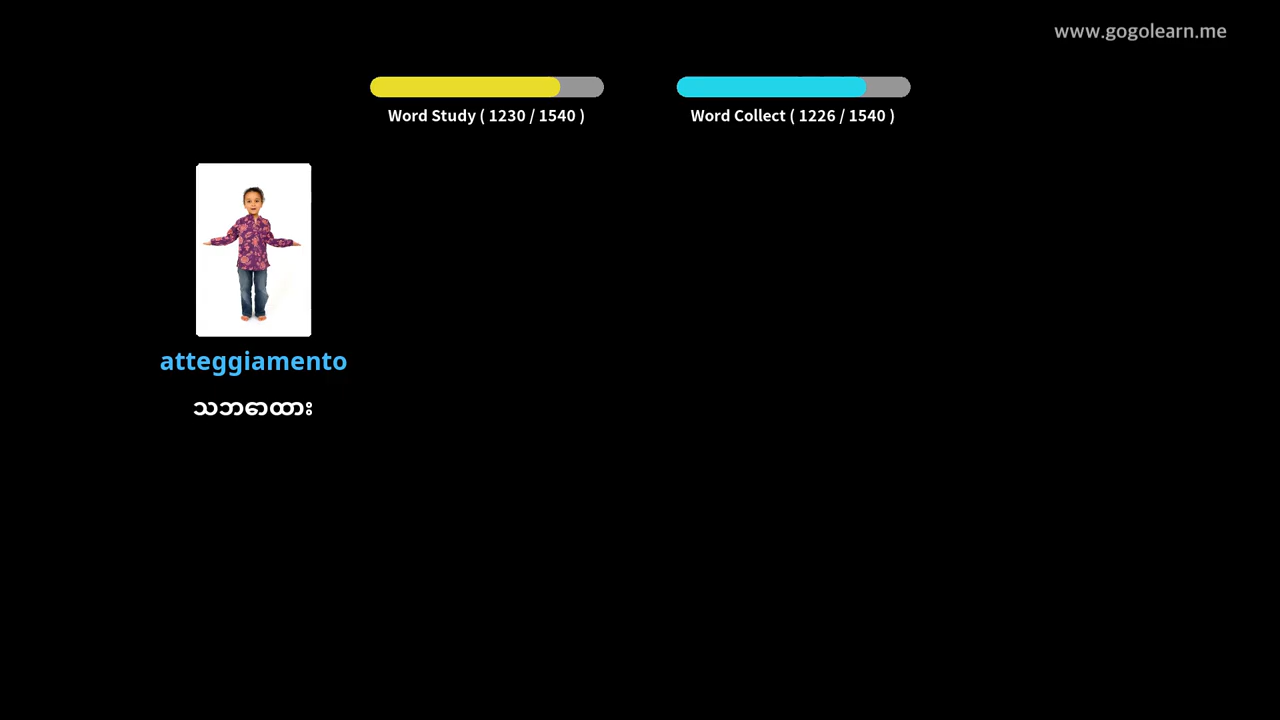 www.gogolearn.me
Word Study ( 1230 / 1540 )
Word Collect ( 1226 / 1540 )
atteggiamento
သဘောထား